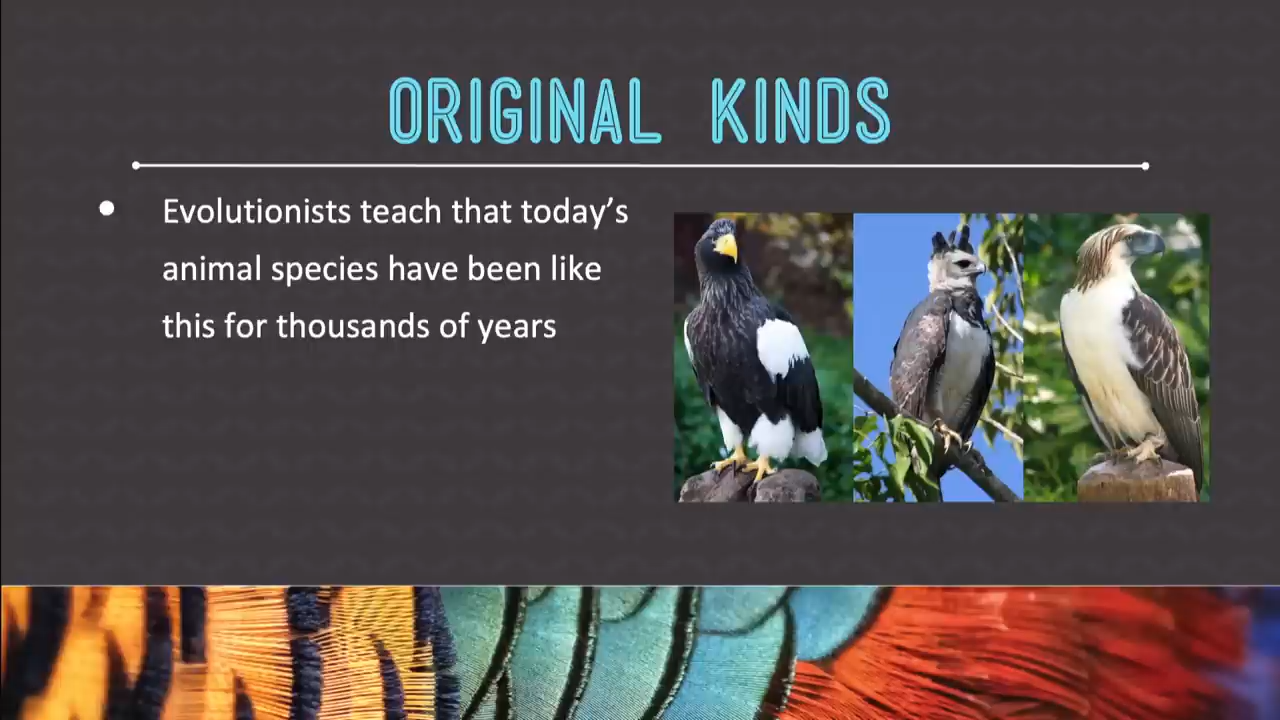 ORIGINAL KINDS
Evolutionists teach that today’s
animal species have been like
this for thousands of years